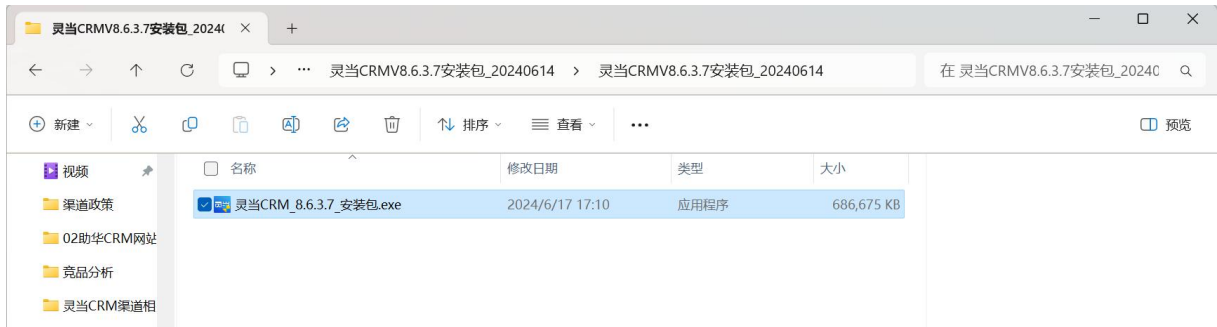 灵当CRMV8.6.3.7安装包_2024(
灵当CRMV8.6.3.7安装包_20240614 > 灵当CRMV8.6.3.7安装包_20240614
在 灵当CRMV8.6.3.7安装包_20240
新建 排序 查看 ••• 预览
视频
渠道政策
02助华CRM网站
竞品分析
灵当CRM渠道相
名称 修改日期 类型 大小
灵当CRM_8.6.3.7_安装包.exe 2024/6/17 17:10 应用程序 686,675 KB